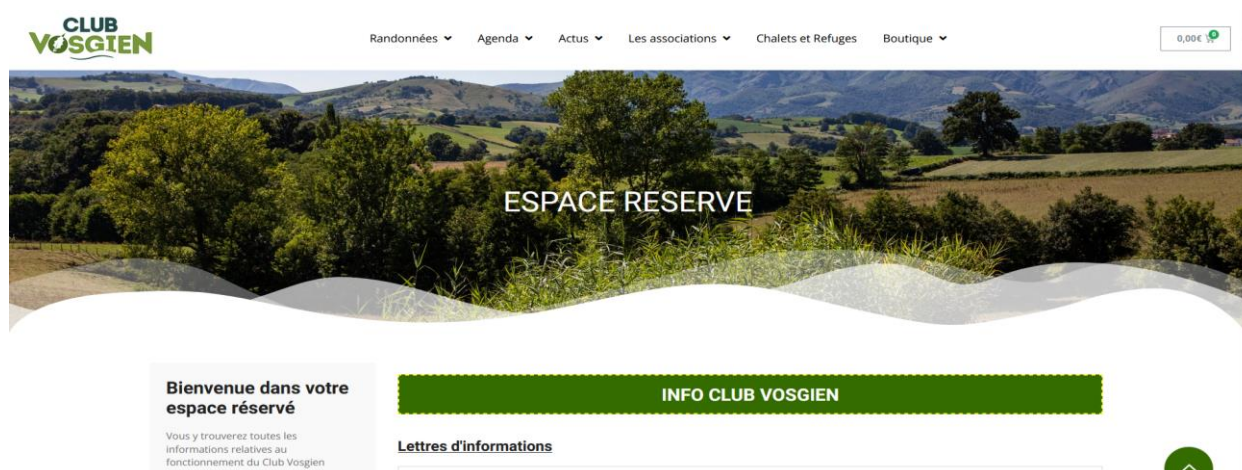 CLUB
VOSGIEN
Randonnées Agenda Actus Les associations Chalets et Refuges Boutique 0,00€ 0
ESPACE RESERVE
Bienvenue dans votre
espace réservé
Vous y trouverez toutes les
informations relatives au
fonctionnement du Club Vosgien
INFO CLUB VOSGIEN
Lettres d'informations